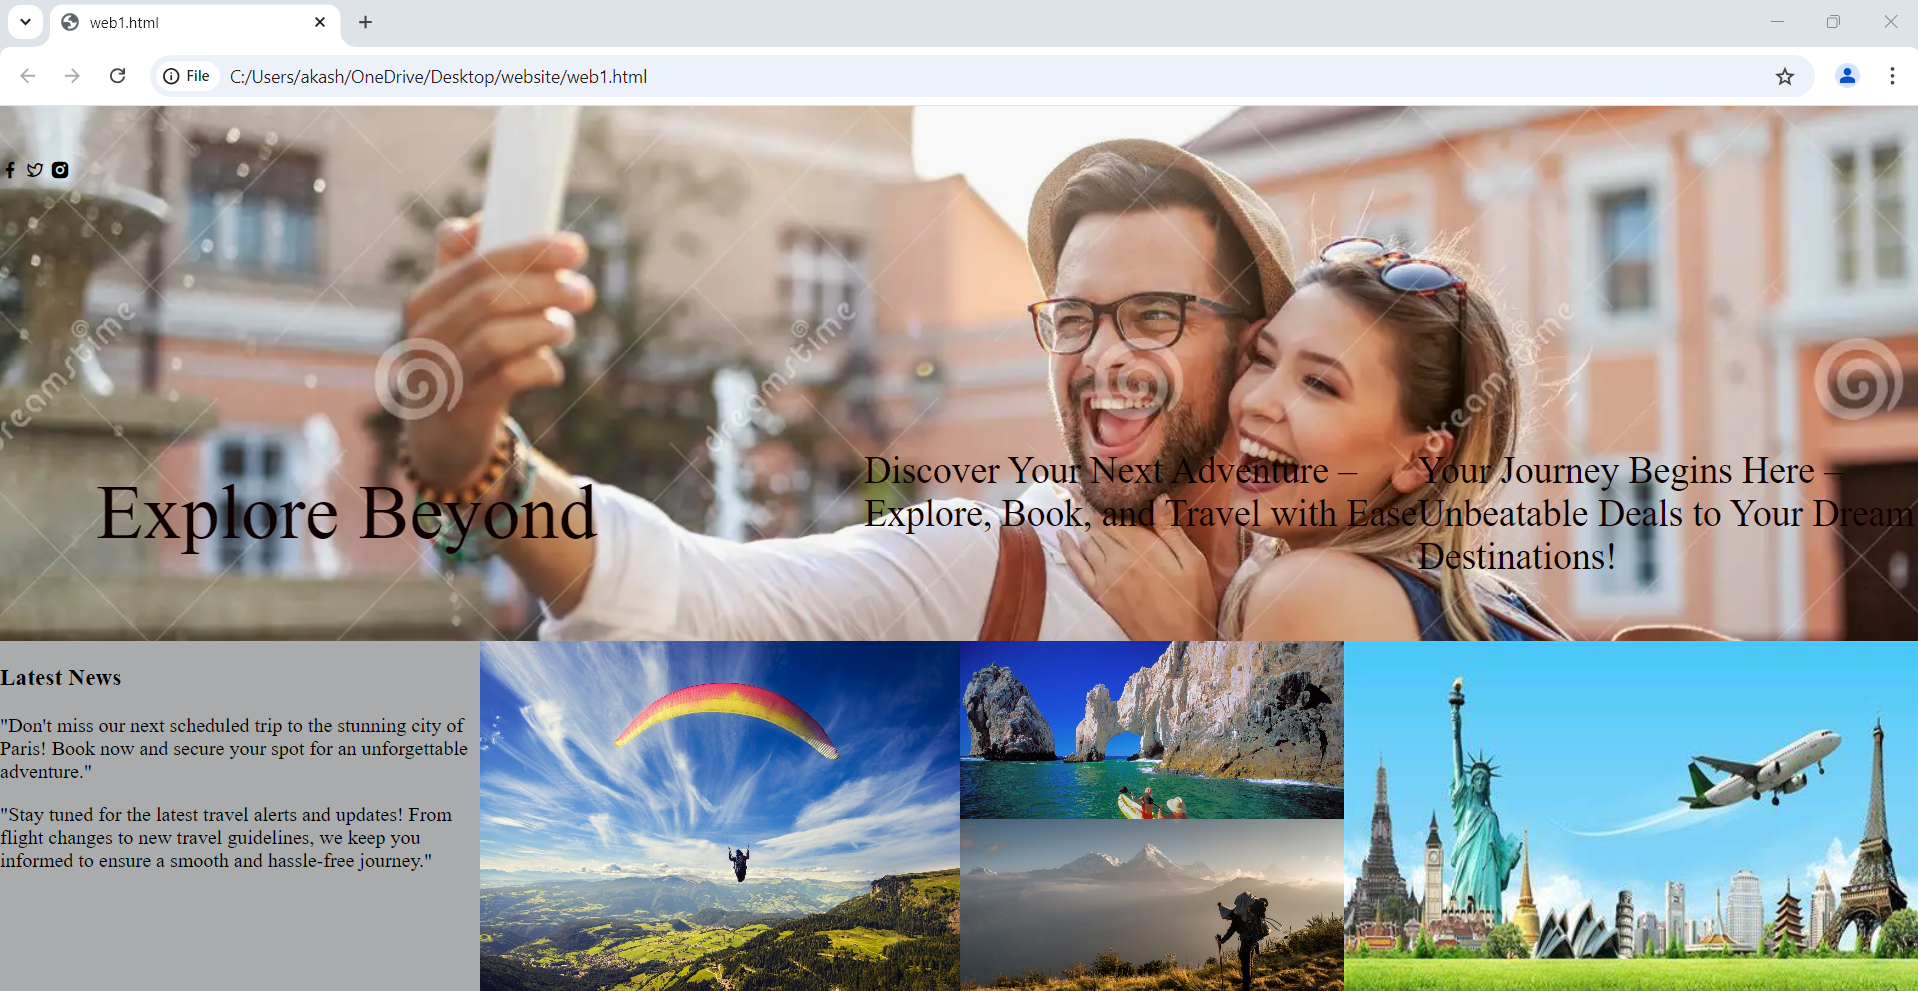 web1.html
File
C:/Users/akash/OneDrive/Desktop/website/web1.html
dreamstime
dreamstime
dreamstime
Explore Beyond
Discover Your Next Adventure –
Explore, Book, and Travel with Ease
Your Journey Begins Here –
Unbeatable Deals to Your Dream
Destinations!
Latest News
"Don't miss our next scheduled trip to the stunning city of
Paris! Book now and secure your spot for an unforgettable
adventure."
"Stay tuned for the latest travel alerts and updates! From
flight changes to new travel guidelines, we keep you
informed to ensure a smooth and hassle-free journey."